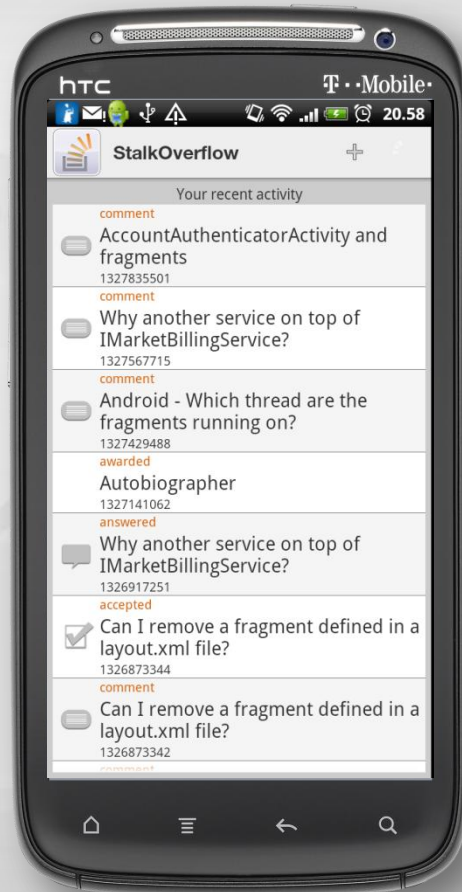 htc
T··Mobile·
20.58
StalkOverflow
Your recent activity
comment
AccountAuthenticatorActivity and
fragments
1327835501
comment
Why another service on top of
IMarketBillingService?
1327567715
comment
Android - Which thread are the
fragments running on?
1327429488
awarded
Autobiographer
1327141062
answered
Why another service on top of
IMarketBillingService?
1326917251
accepted
Can I remove a fragment defined in a
layout.xml file?
1326873344
comment
Can I remove a fragment defined in a
layout.xml file?
1326873342
comment